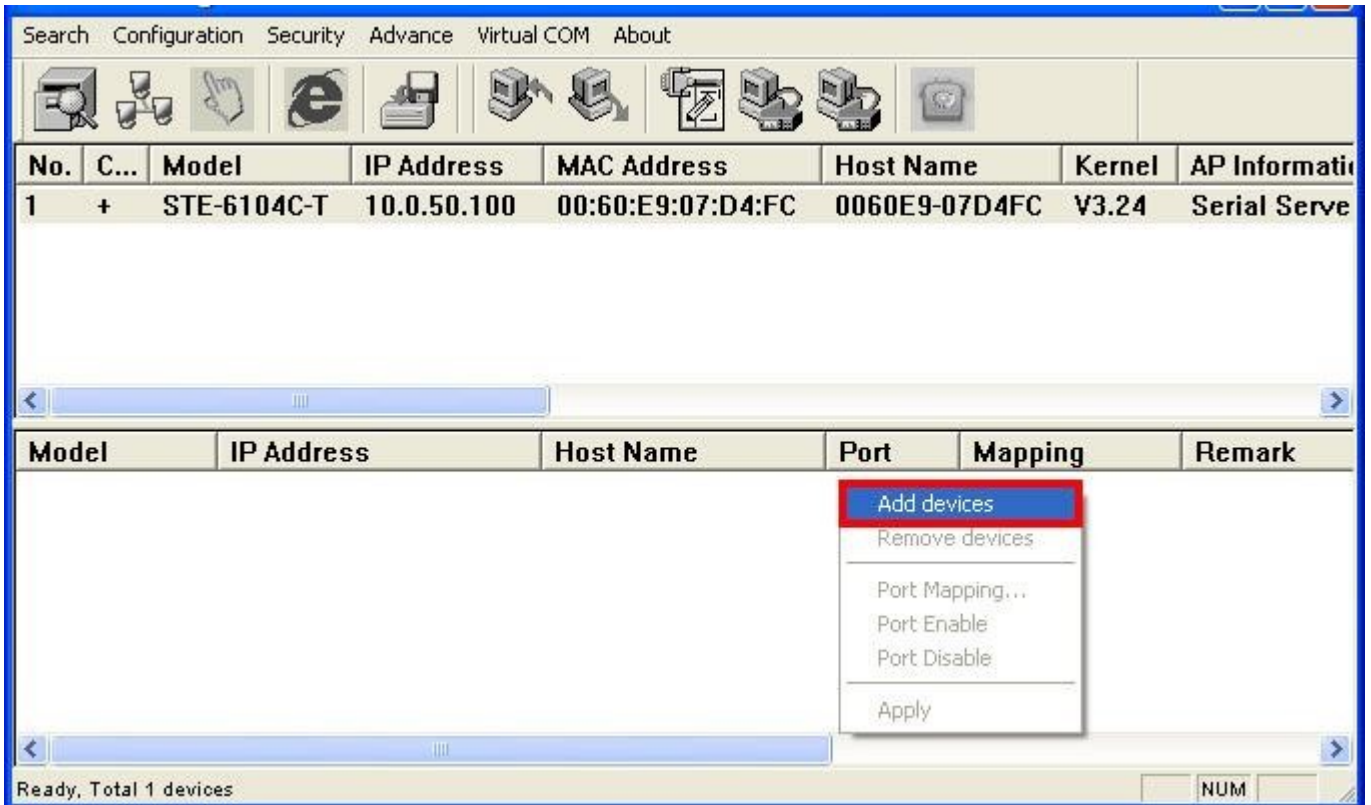 Search Configuration Security Advance Virtual COM About
No. C... Model IP Address MAC Address Host Name Kernel AP Informati
1 + STE-6104C-T 10.0.50.100 00:60:E9:07:D4:FC 0060E9-07D4FC V3.24 Serial Serve
Model IP Address Host Name Port Mapping Remark
Add devices
Remove devices
Port Mapping...
Port Enable
Port Disable
Apply
Ready, Total 1 devices NUM